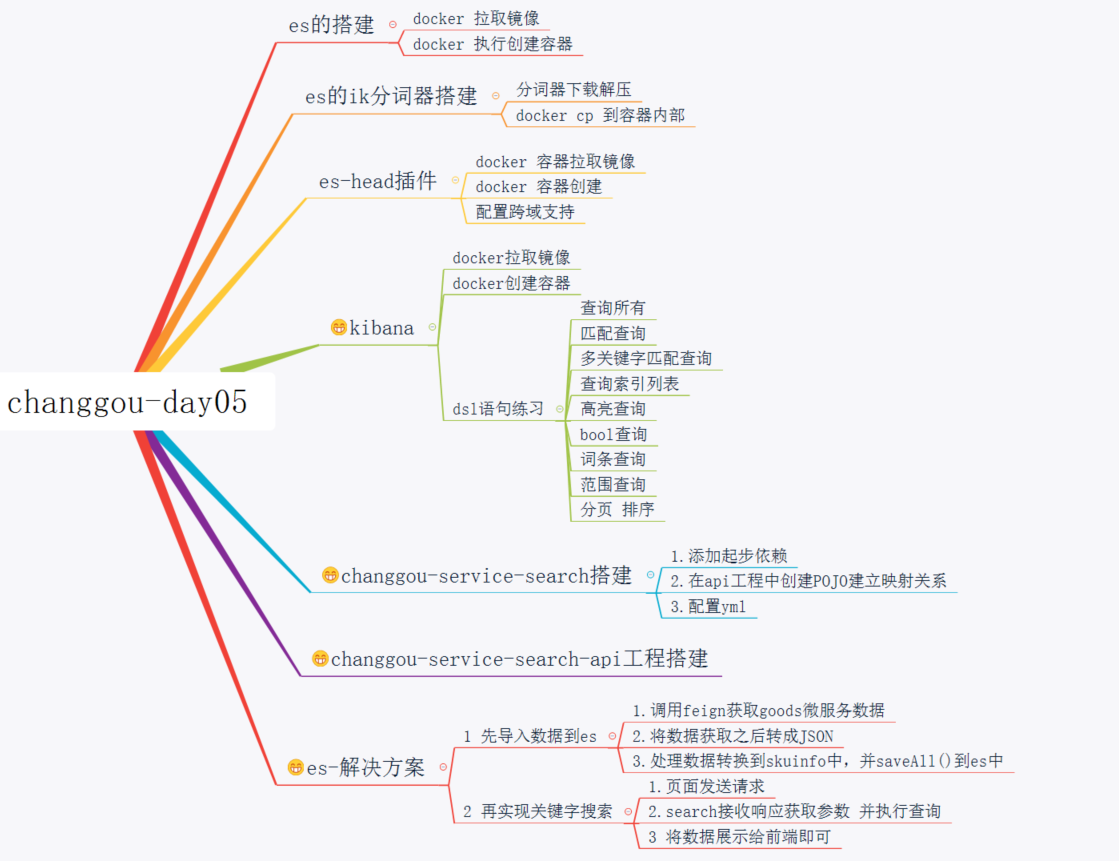 changgou-day05
es的搭建
docker 拉取镜像
docker 执行创建容器
es的ik分词器搭建
分词器下载解压
docker cp 到容器内部
es-head插件
docker 容器拉取镜像
docker 容器创建
配置跨域支持
kibana
docker拉取镜像
docker创建容器
dsl语句练习
查询所有
匹配查询
多关键字匹配查询
查询索引列表
高亮查询
bool查询
词条查询
范围查询
分页 排序
changgou-service-search搭建
1.添加起步依赖
2.在api工程中创建POJO建立映射关系
3.配置yml
changgou-service-search-api工程搭建
es-解决方案
1 先导入数据到es
1.调用feign获取goods微服务数据
2.将数据获取之后转成JSON
3.处理数据转换到skuinfo中，并saveAll()到es中
2 再实现关键字搜索
1.页面发送请求
2.search接收响应获取参数 并执行查询
3 将数据展示给前端即可